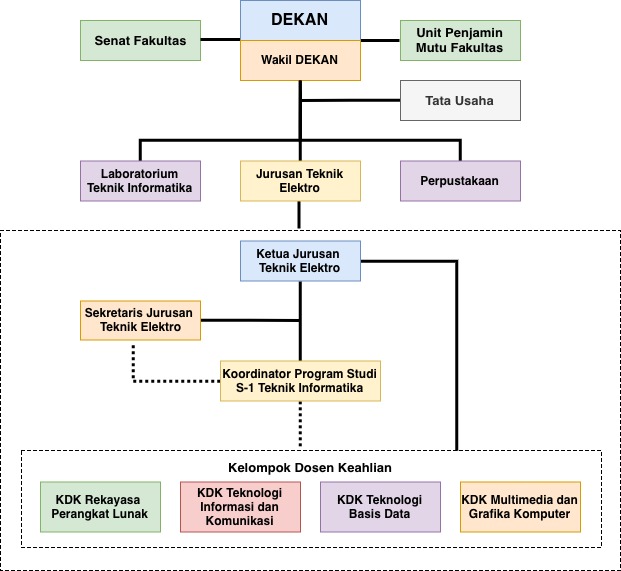 DEKAN
Senat Fakultas
Unit Penjamin
Mutu Fakultas
Wakil DEKAN
Tata Usaha
Laboratorium
Teknik Informatika
Jurusan Teknik
Elektro
Perpustakaan
Ketua Jurusan
Teknik Elektro
Sekretaris Jurusan
Teknik Elektro
Koordinator Program Studi
S-1 Teknik Informatika
Kelompok Dosen Keahlian
KDK Rekayasa
Perangkat Lunak
KDK Teknologi
Informasi dan
Komunikasi
KDK Teknologi
Basis Data
KDK Multimedia dan
Grafika Komputer